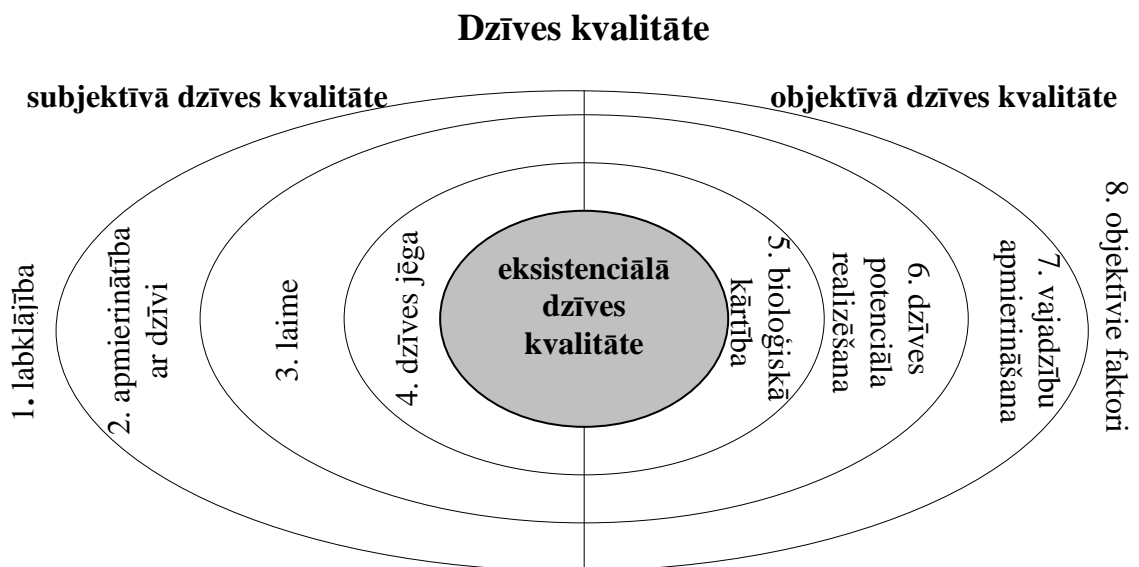 Dzīves kvalitāte
subjektīvā dzīves kvalitāte
objektīvā dzīves kvalitāte
1. labklājība
2. apmierinātība
ar dzīvi
3. laime
4. dzīves jēga
eksistenciālā
dzīves
kvalitāte
5. bioloģiskā
kārtība
6. dzīves
potenciāla
realizēšana
7. vajadzību
apmierināšana
8. objektīvie faktori